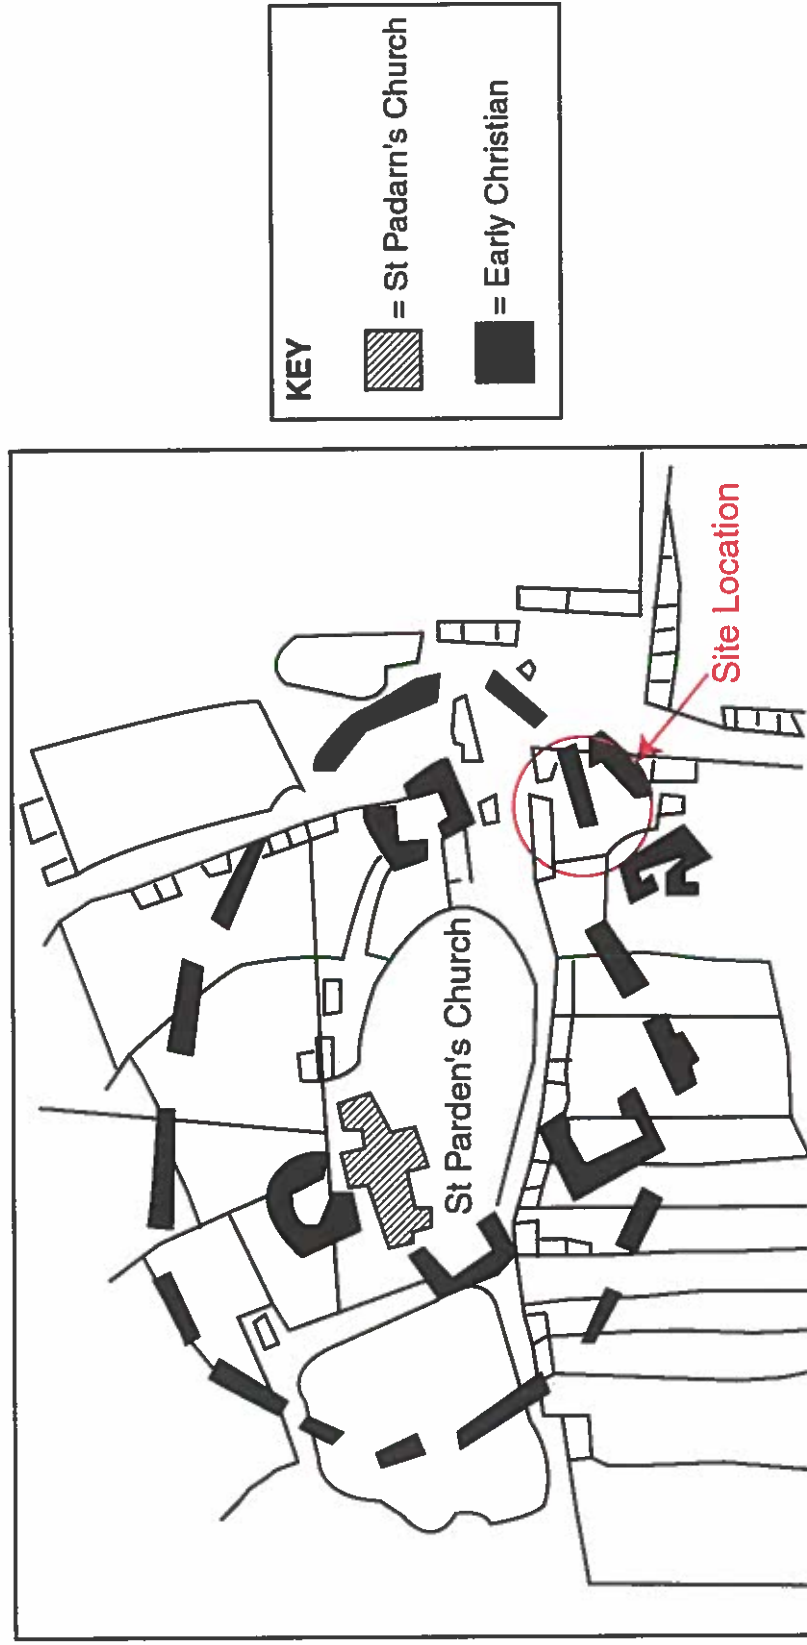 KEY
= St Padarn's Church
= Early Christian
St Parden's Church
Site Location